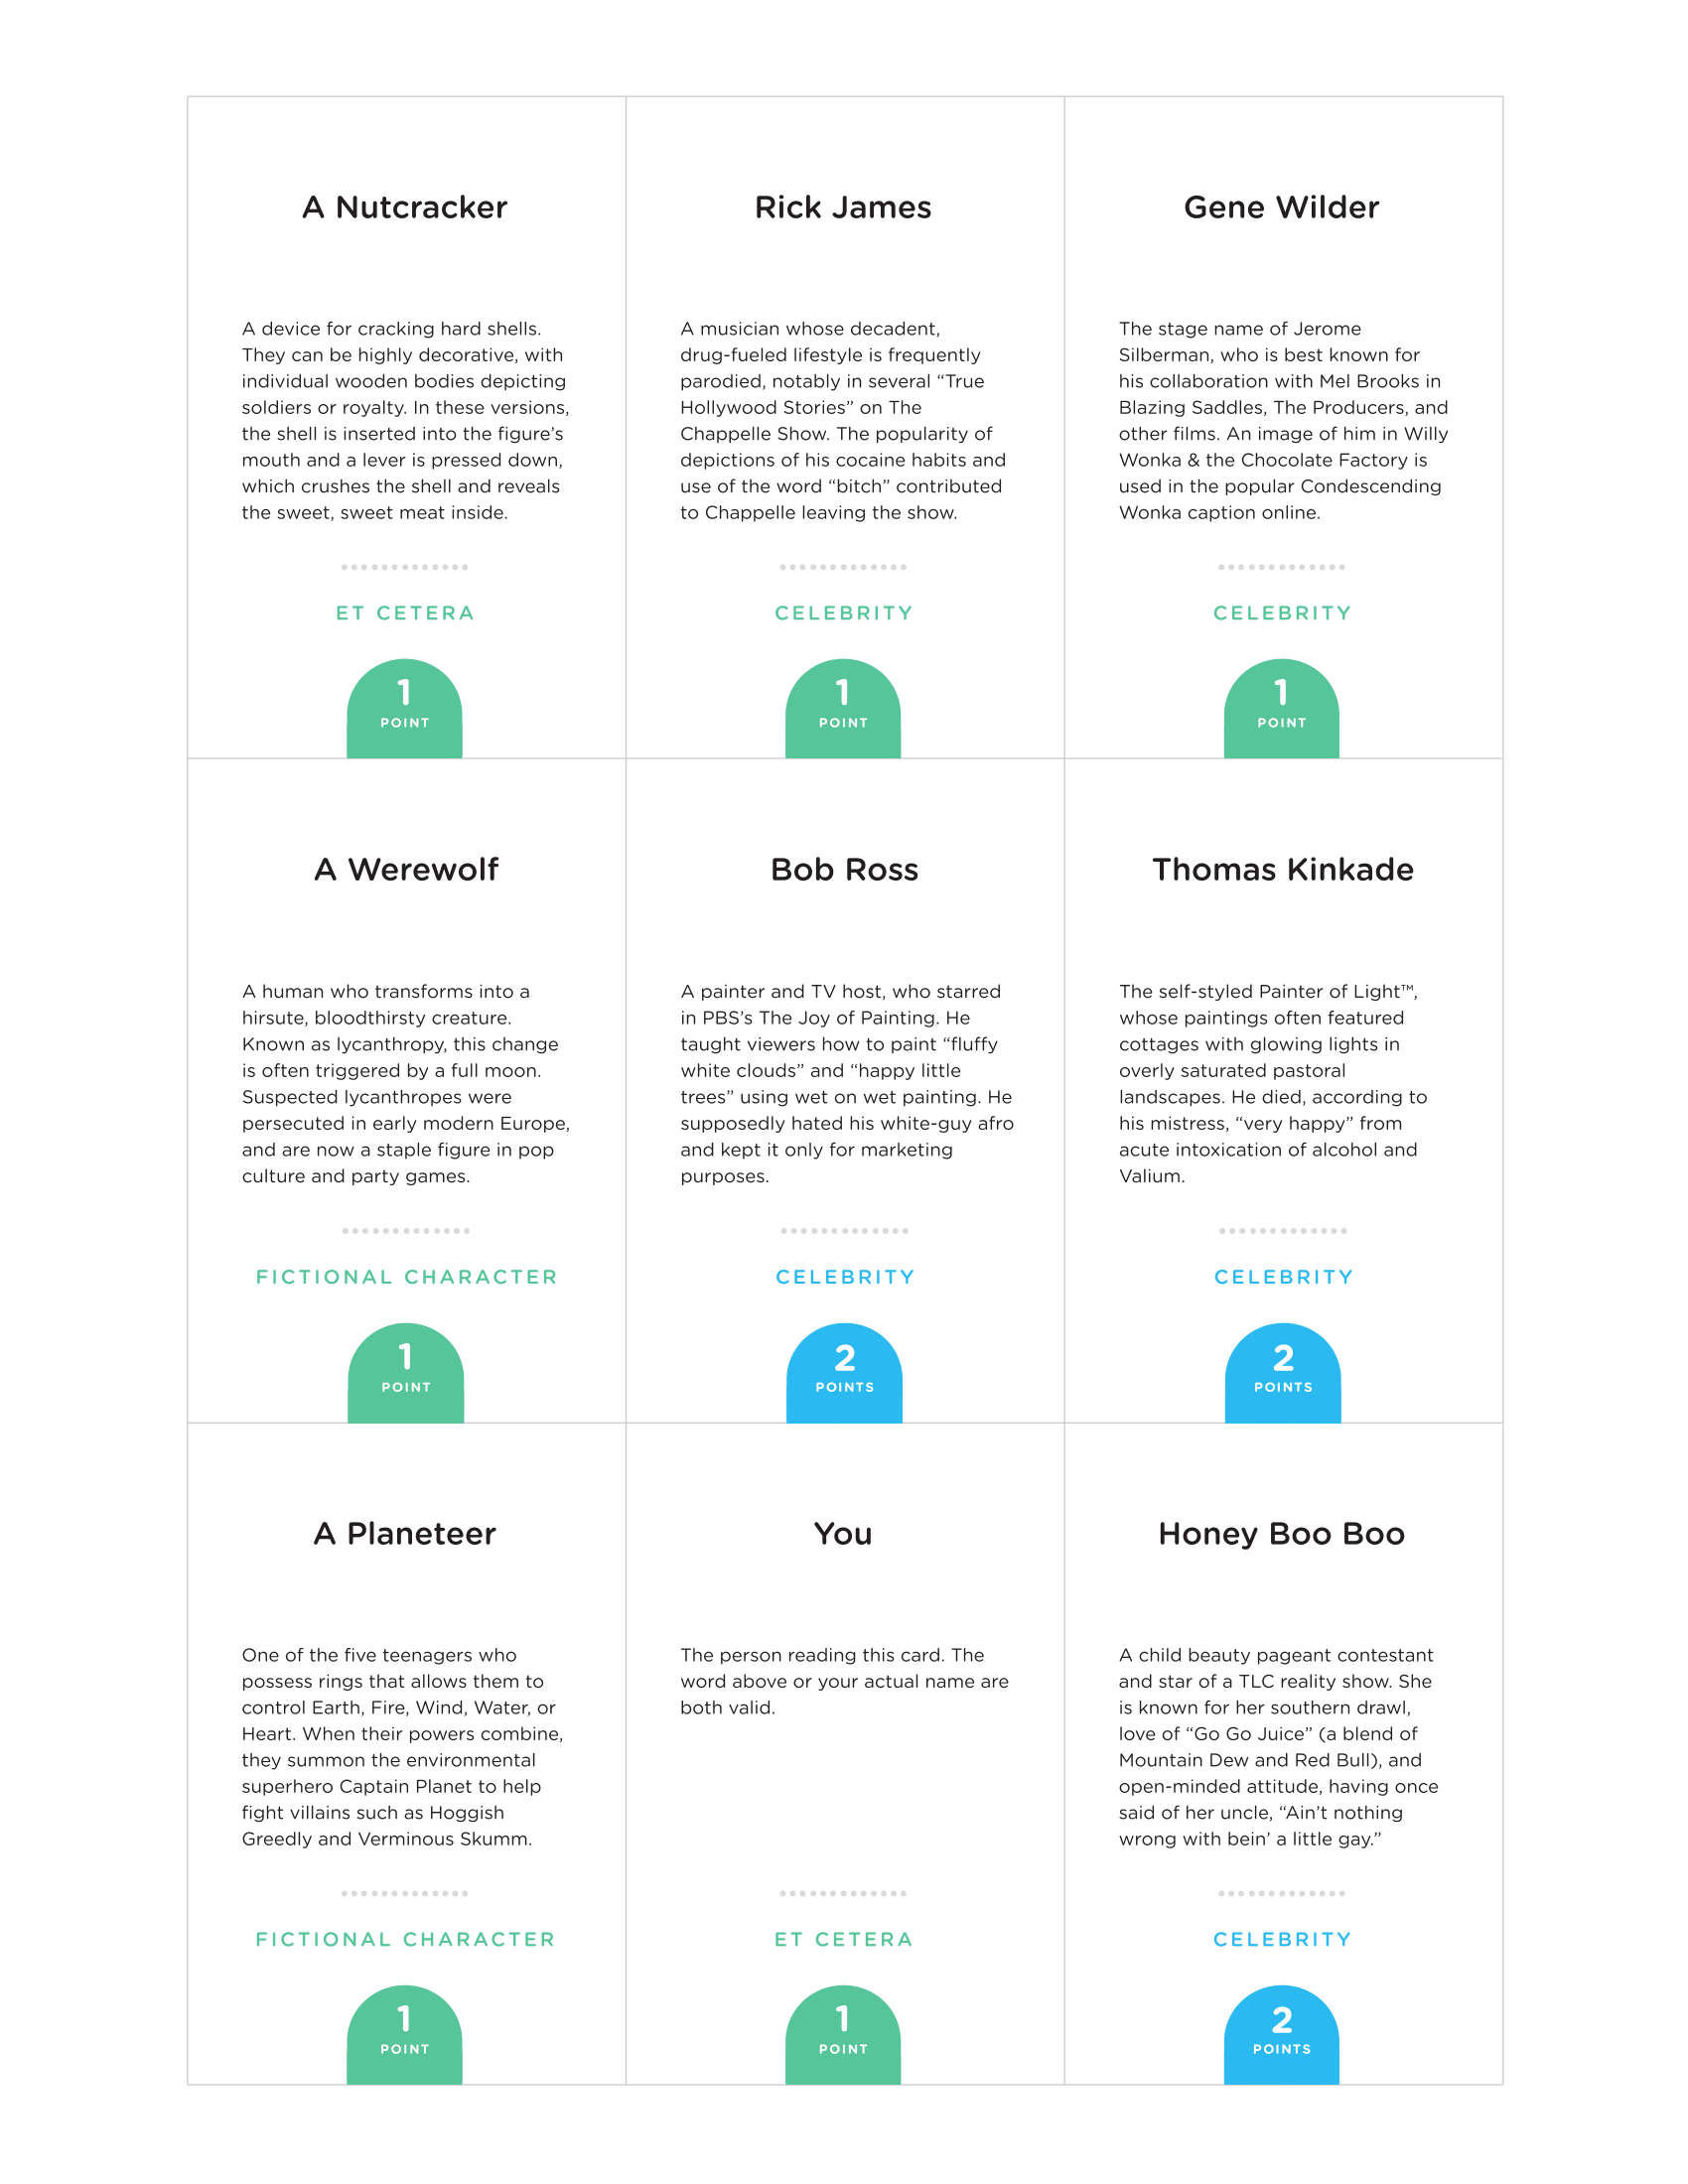 A Nutcracker
A device for cracking hard shells.
They can be highly decorative, with
individual wooden bodies depicting
soldiers or royalty. In these versions,
the shell is inserted into the figure’s
mouth and a lever is pressed down,
which crushes the shell and reveals
the sweet, sweet meat inside.
ET CETERA
1
POINT
Rick James
A musician whose decadent,
drug-fueled lifestyle is frequently
parodied, notably in several “True
Hollywood Stories” on The
Chappelle Show. The popularity of
depictions of his cocaine habits and
use of the word “bitch” contributed
to Chappelle leaving the show.
CELEBRITY
1
POINT
Gene Wilder
The stage name of Jerome
Silberman, who is best known for
his collaboration with Mel Brooks in
Blazing Saddles, The Producers, and
other films. An image of him in Willy
Wonka & the Chocolate Factory is
used in the popular Condescending
Wonka caption online.
CELEBRITY
1
POINT
A Werewolf
A human who transforms into a
hirsute, bloodthirsty creature.
Known as lycanthropy, this change
is often triggered by a full moon.
Suspected lycanthropes were
persecuted in early modern Europe,
and are now a staple figure in pop
culture and party games.
FICTIONAL CHARACTER
1
POINT
Bob Ross
A painter and TV host, who starred
in PBS’s The Joy of Painting. He
taught viewers how to paint “fluffy
white clouds” and “happy little
trees” using wet on wet painting. He
supposedly hated his white-guy afro
and kept it only for marketing
purposes.
CELEBRITY
2
POINTS
Thomas Kinkade
The self-styled Painter of Light™,
whose paintings often featured
cottages with glowing lights in
overly saturated pastoral
landscapes. He died, according to
his mistress, “very happy” from
acute intoxication of alcohol and
Valium.
CELEBRITY
2
POINTS
A Planeteer
One of the five teenagers who
possess rings that allows them to
control Earth, Fire, Wind, Water, or
Heart. When their powers combine,
they summon the environmental
superhero Captain Planet to help
fight villains such as Hoggish
Greedly and Verminous Skumm.
FICTIONAL CHARACTER
1
POINT
You
The person reading this card. The
word above or your actual name are
both valid.
ET CETERA
1
POINT
Honey Boo Boo
A child beauty pageant contestant
and star of a TLC reality show. She
is known for her southern drawl,
love of “Go Go Juice” (a blend of
Mountain Dew and Red Bull), and
open-minded attitude, having once
said of her uncle, “Ain’t nothing
wrong with bein’ a little gay.”
CELEBRITY
2
POINTS